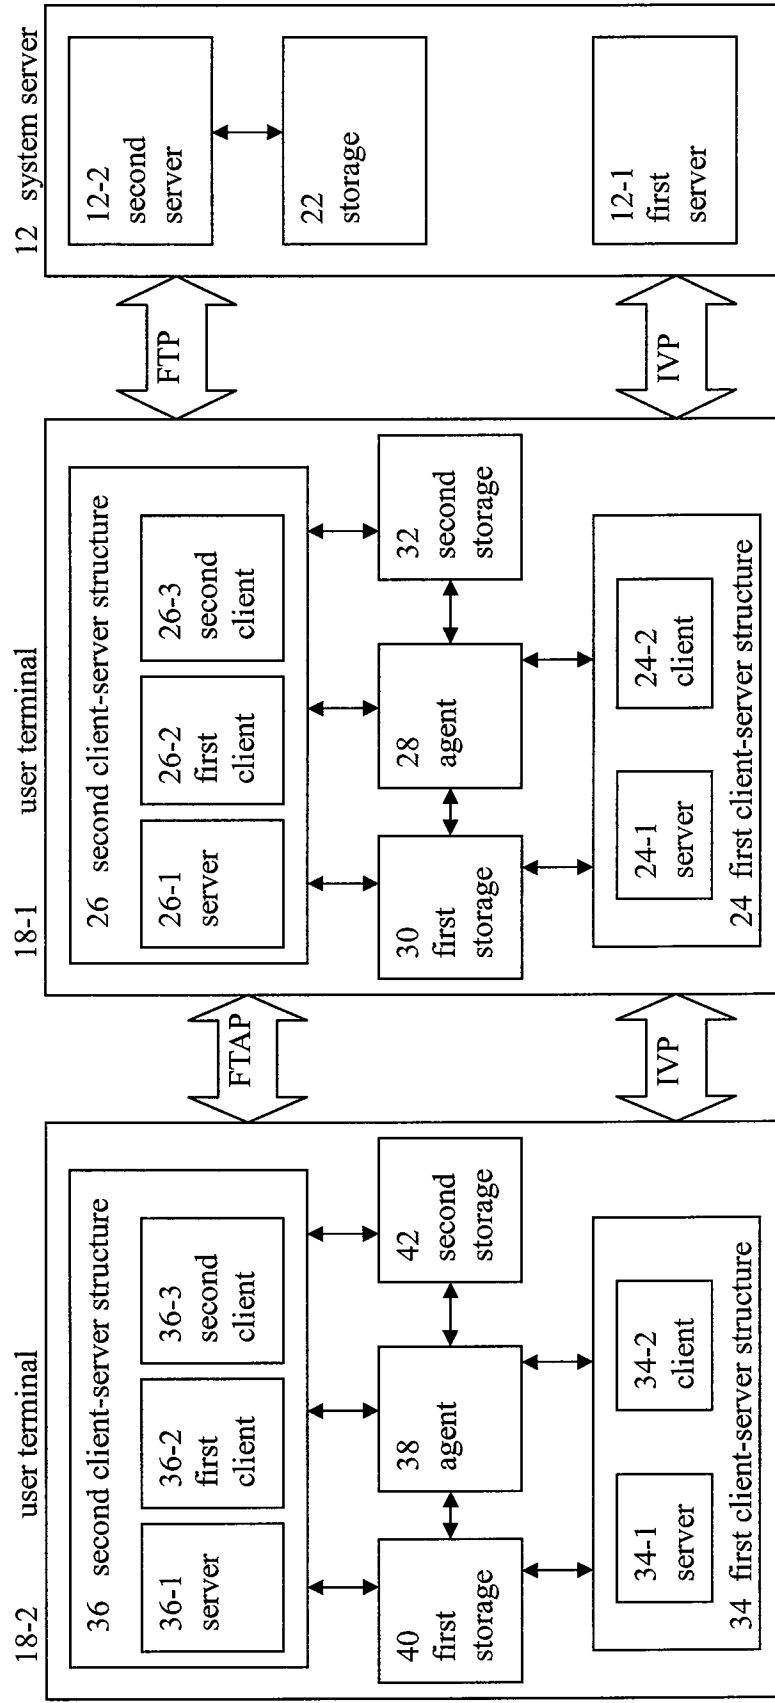 18-2 user terminal
36 second client-server structure
36-1
server
36-2
first
client
36-3
second
client
40
first
storage
38
agent
42
second
storage
34-1
server
34-2
client
34 first client-server structure
FTAP
IVP
18-1 user terminal
26 second client-server structure
26-1
server
26-2
first
client
26-3
second
client
30
first
storage
28
agent
32
second
storage
24-1
server
24-2
client
24 first client-server structure
FTP
IVP
12 system server
12-2
second
server
22
storage
12-1
first
server